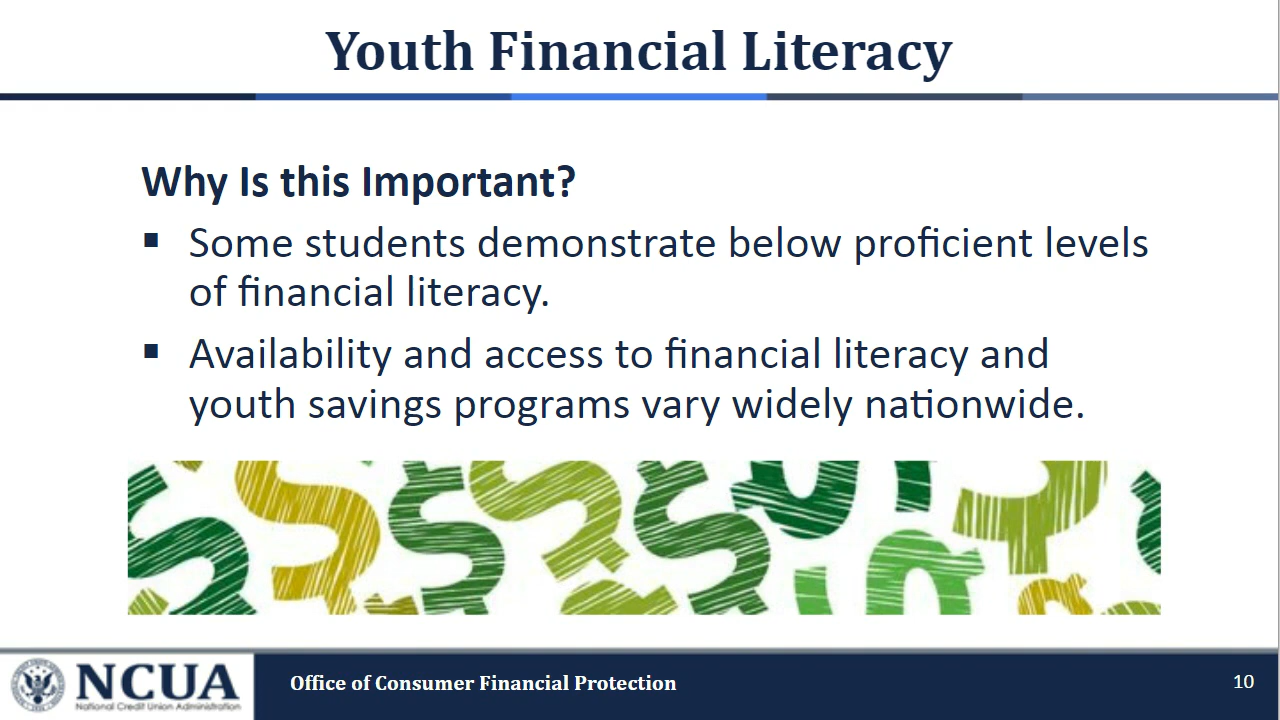 Youth Financial Literacy
Why Is this Important?
▪ Some students demonstrate below proficient levels
of financial literacy.
▪ Availability and access to financial literacy and
youth savings programs vary widely nationwide.
NCUA
National Credit Union Administration
Office of Consumer Financial Protection
10